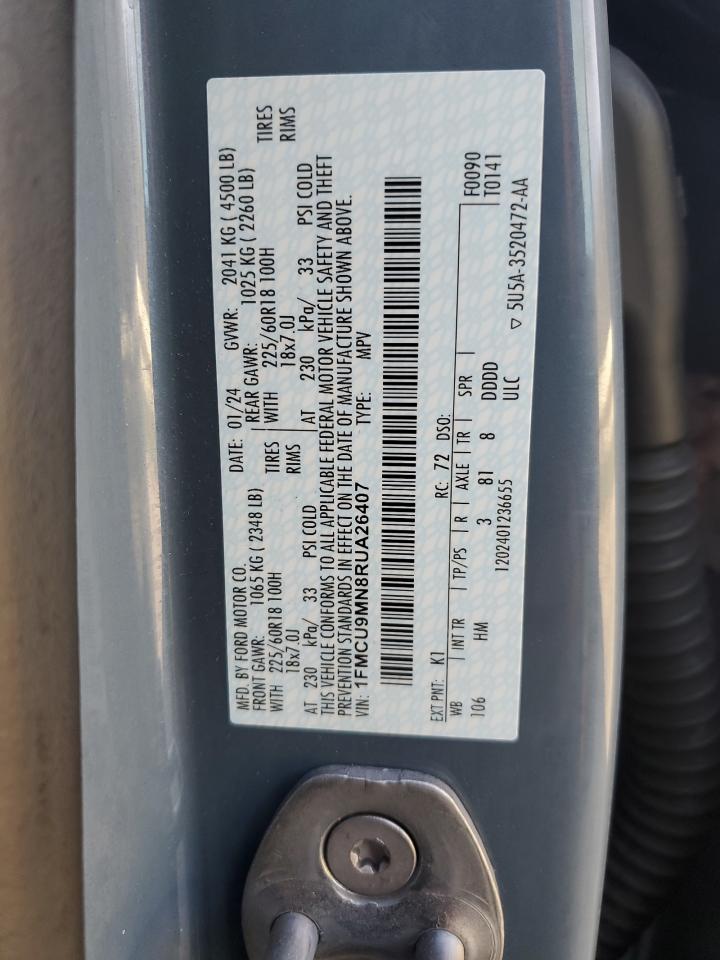 MFD. BY FORD MOTOR CO. DATE: 01/24 GVWR: 2041 KG ( 4500 LB)
FRONT GAWR: 1065 KG ( 2348 LB) REAR GAWR: 1025 KG ( 2260 LB)
WITH 225/60R18 100H TIRES WITH 225/60R18 100H TIRES
18x7.0J RIMS 18x7.0J RIMS
AT 230 kPa/ 33 PSI COLD AT 230 kPa/ 33 PSI COLD
THIS VEHICLE CONFORMS TO ALL APPLICABLE FEDERAL MOTOR VEHICLE SAFETY AND THEFT
PREVENTION STANDARDS IN EFFECT ON THE DATE OF MANUFACTURE SHOWN ABOVE.
VIN: 1FMCU9MN8RUA26407 TYPE: MPV
EXT PNT: K1 RC: 72 DSO: F0090
T0141
WB INT TR TP/PS R AXLE TR SPR
106 HM 3 81 8 DDDD
1202401236655 ULC ▽ 5U5A-3520472-AA